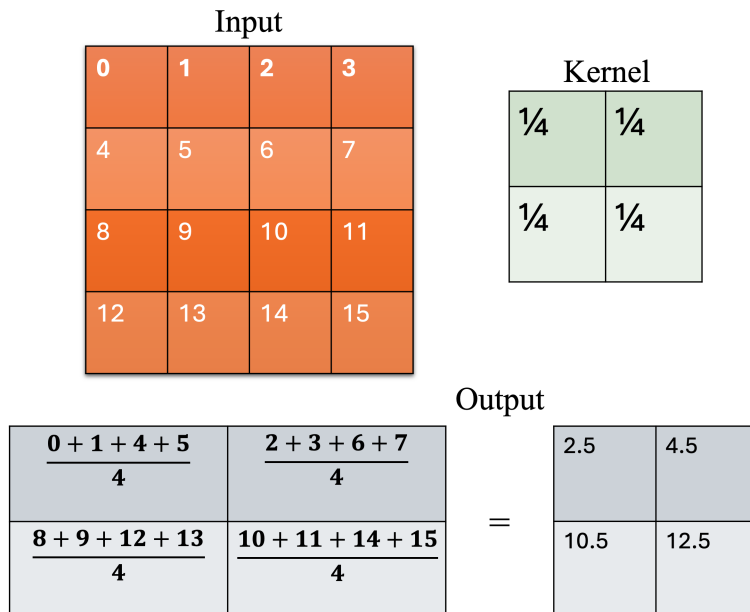 Input
0 1 2 3
4 5 6 7
8 9 10 11
12 13 14 15
Kernel
¼ ¼
¼ ¼
Output
0 + 1 + 4 + 5
4
2 + 3 + 6 + 7
4
8 + 9 + 12 + 13
4
10 + 11 + 14 + 15
4
=
2.5 4.5
10.5 12.5